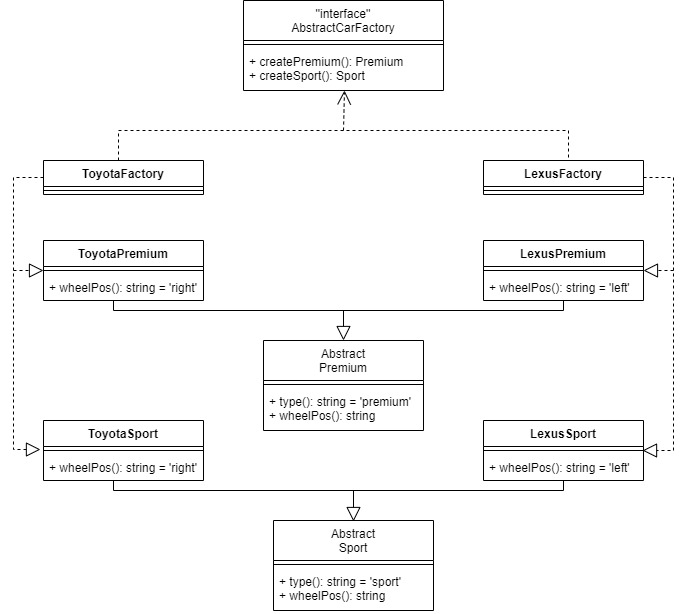 "interface"
AbstractCarFactory
+ createPremium(): Premium
+ createSport(): Sport
ToyotaFactory
LexusFactory
ToyotaPremium
+ wheelPos(): string = 'right'
LexusPremium
+ wheelPos(): string = 'left'
Abstract
Premium
+ type(): string = 'premium'
+ wheelPos(): string
ToyotaSport
+ wheelPos(): string = 'right'
LexusSport
+ wheelPos(): string = 'left'
Abstract
Sport
+ type(): string = 'sport'
+ wheelPos(): string